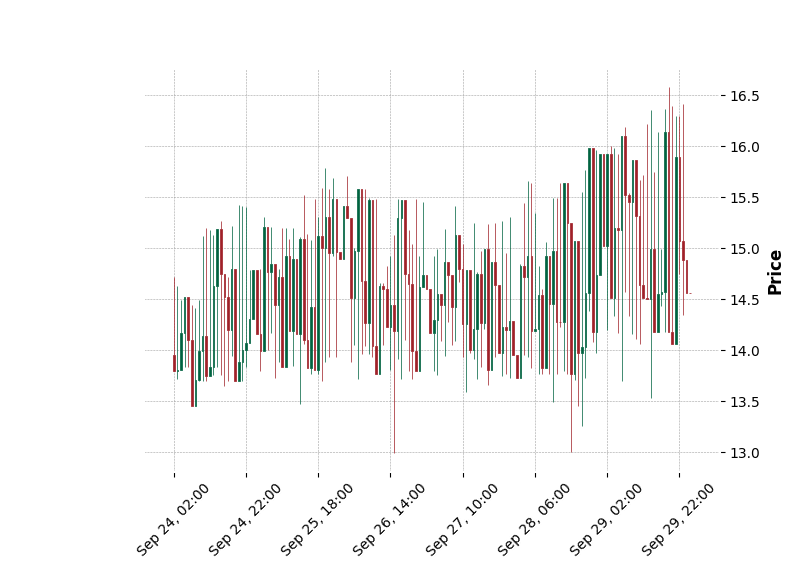 16.5
16.0
15.5
15.0
14.5
14.0
13.5
13.0
Price
Sep 24, 02:00
Sep 24, 22:00
Sep 25, 18:00
Sep 26, 14:00
Sep 27, 10:00
Sep 28, 06:00
Sep 29, 02:00
Sep 29, 22:00